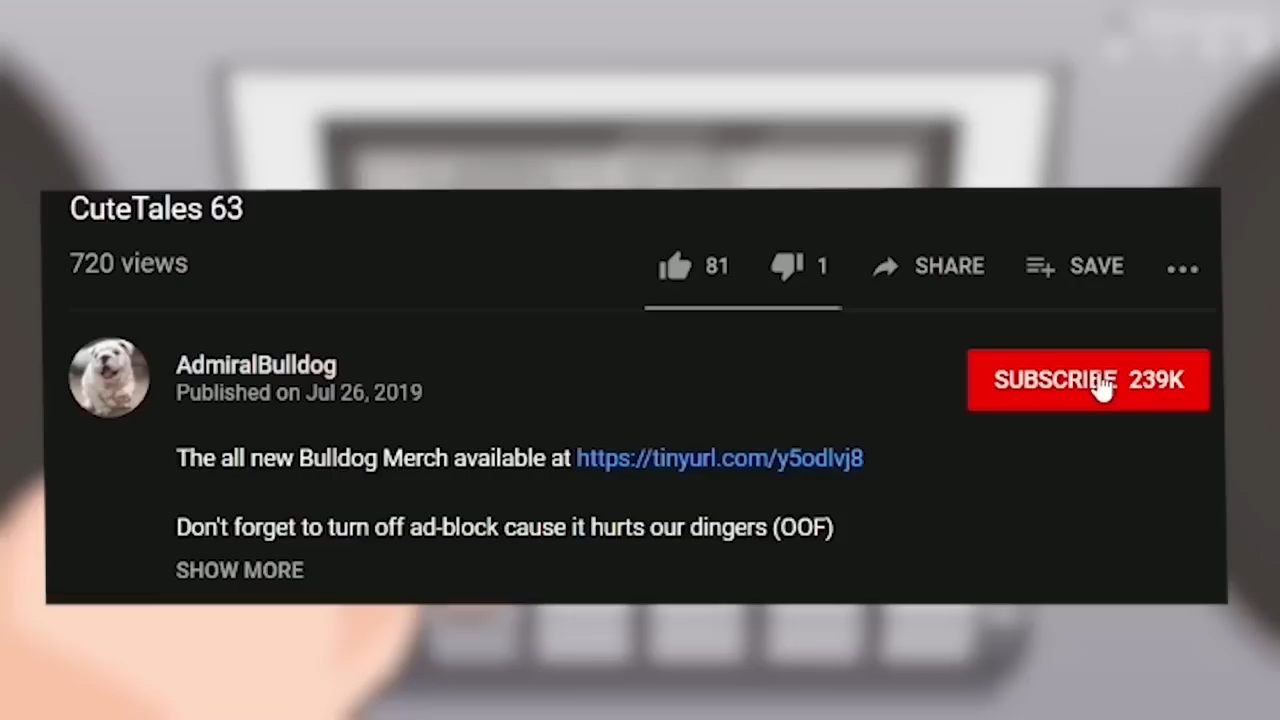 CuteTales 63
720 views
81 1 SHARE SAVE
AdmiralBulldog
Published on Jul 26, 2019
SUBSCRIBE 239K
The all new Bulldog Merch available at https://tinyurl.com/y5odlvj8
Don't forget to turn off ad-block cause it hurts our dingers (OOF)
SHOW MORE